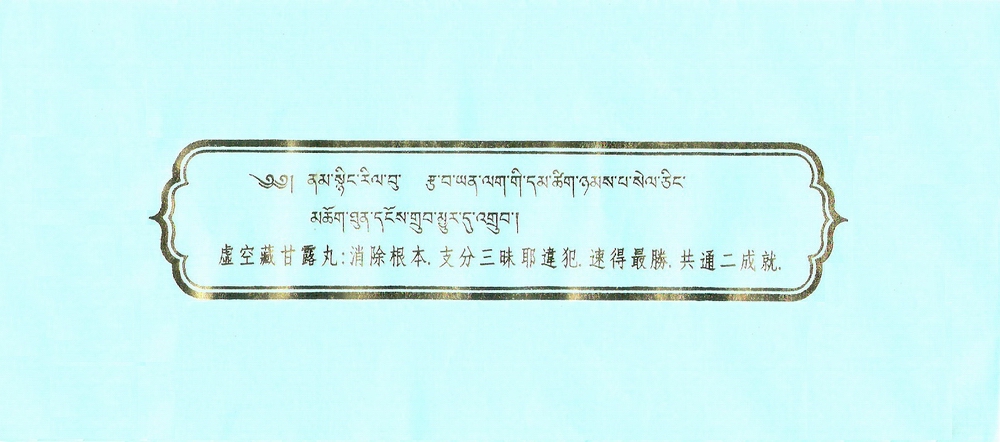 ༄༅། ནམ་སྙིང་རིལ་བུ་ རྩ་བ་ཡན་ལག་གི་དམ་ཚིག་ཉམས་པ་སེལ་ཅིང་
མཆོག་ཐུན་དངོས་གྲུབ་མྱུར་དུ་འགྲུབ།
虛空藏甘露丸:消除根本.支分三昧耶違犯.速得最勝.共通二成就.